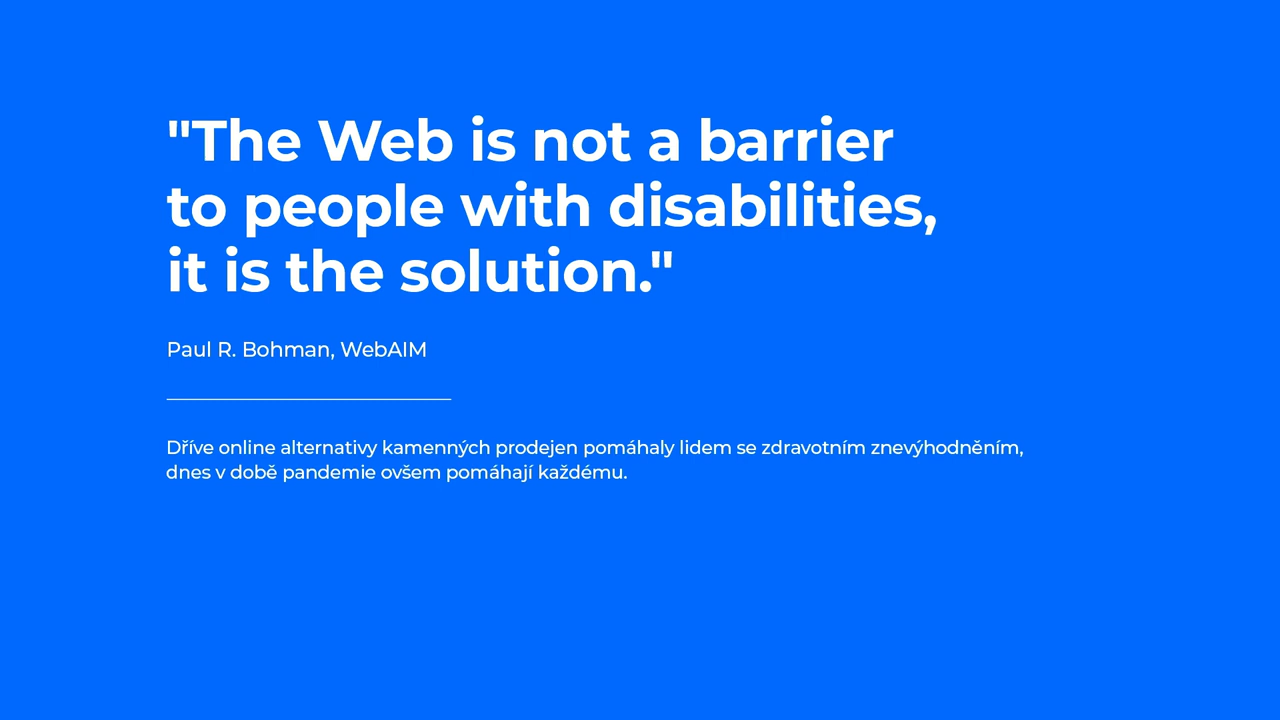 "The Web is not a barrier
to people with disabilities,
it is the solution."
Paul R. Bohman, WebAIM
Dříve online alternativy kamenných prodejen pomáhaly lidem se zdravotním znevýhodněním,
dnes v době pandemie ovšem pomáhají každému.